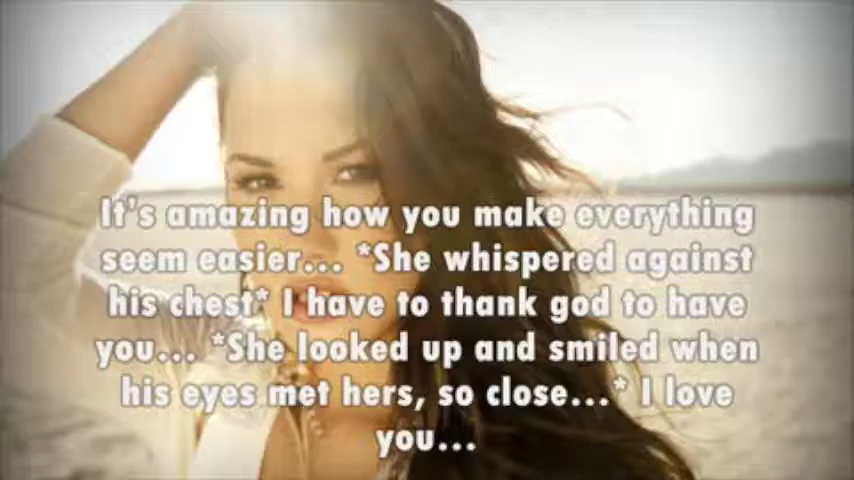 It's amazing how you make everything
seem easier... *She whispered against
his chest* I have to thank god to have
you... *She looked up and smiled when
his eyes met hers, so close...* I love
you...